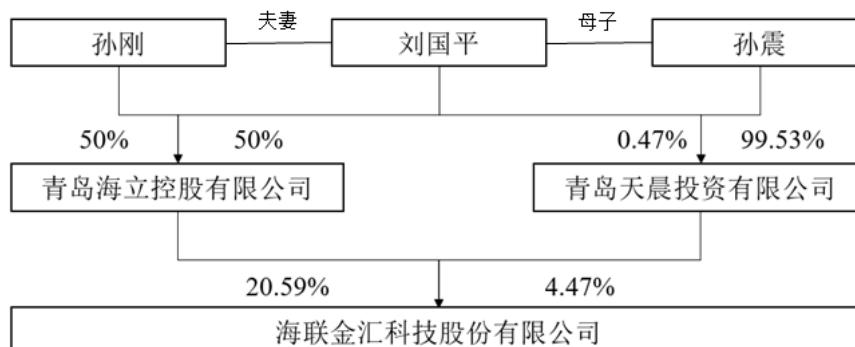 孙刚
夫妻
刘国平
母子
孙震
50%
50%
0.47%
99.53%
青岛海立控股有限公司
青岛天晨投资有限公司
20.59%
4.47%
海联金汇科技股份有限公司